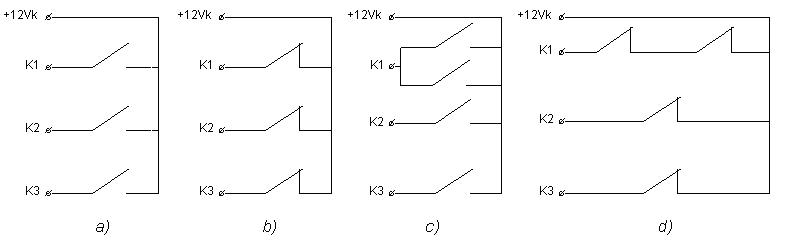 +12Vk +12Vk +12Vk +12Vk
K1 K1 K1 K1
K2 K2 K2 K2
K3 K3 K3 K3
a) b) c) d)